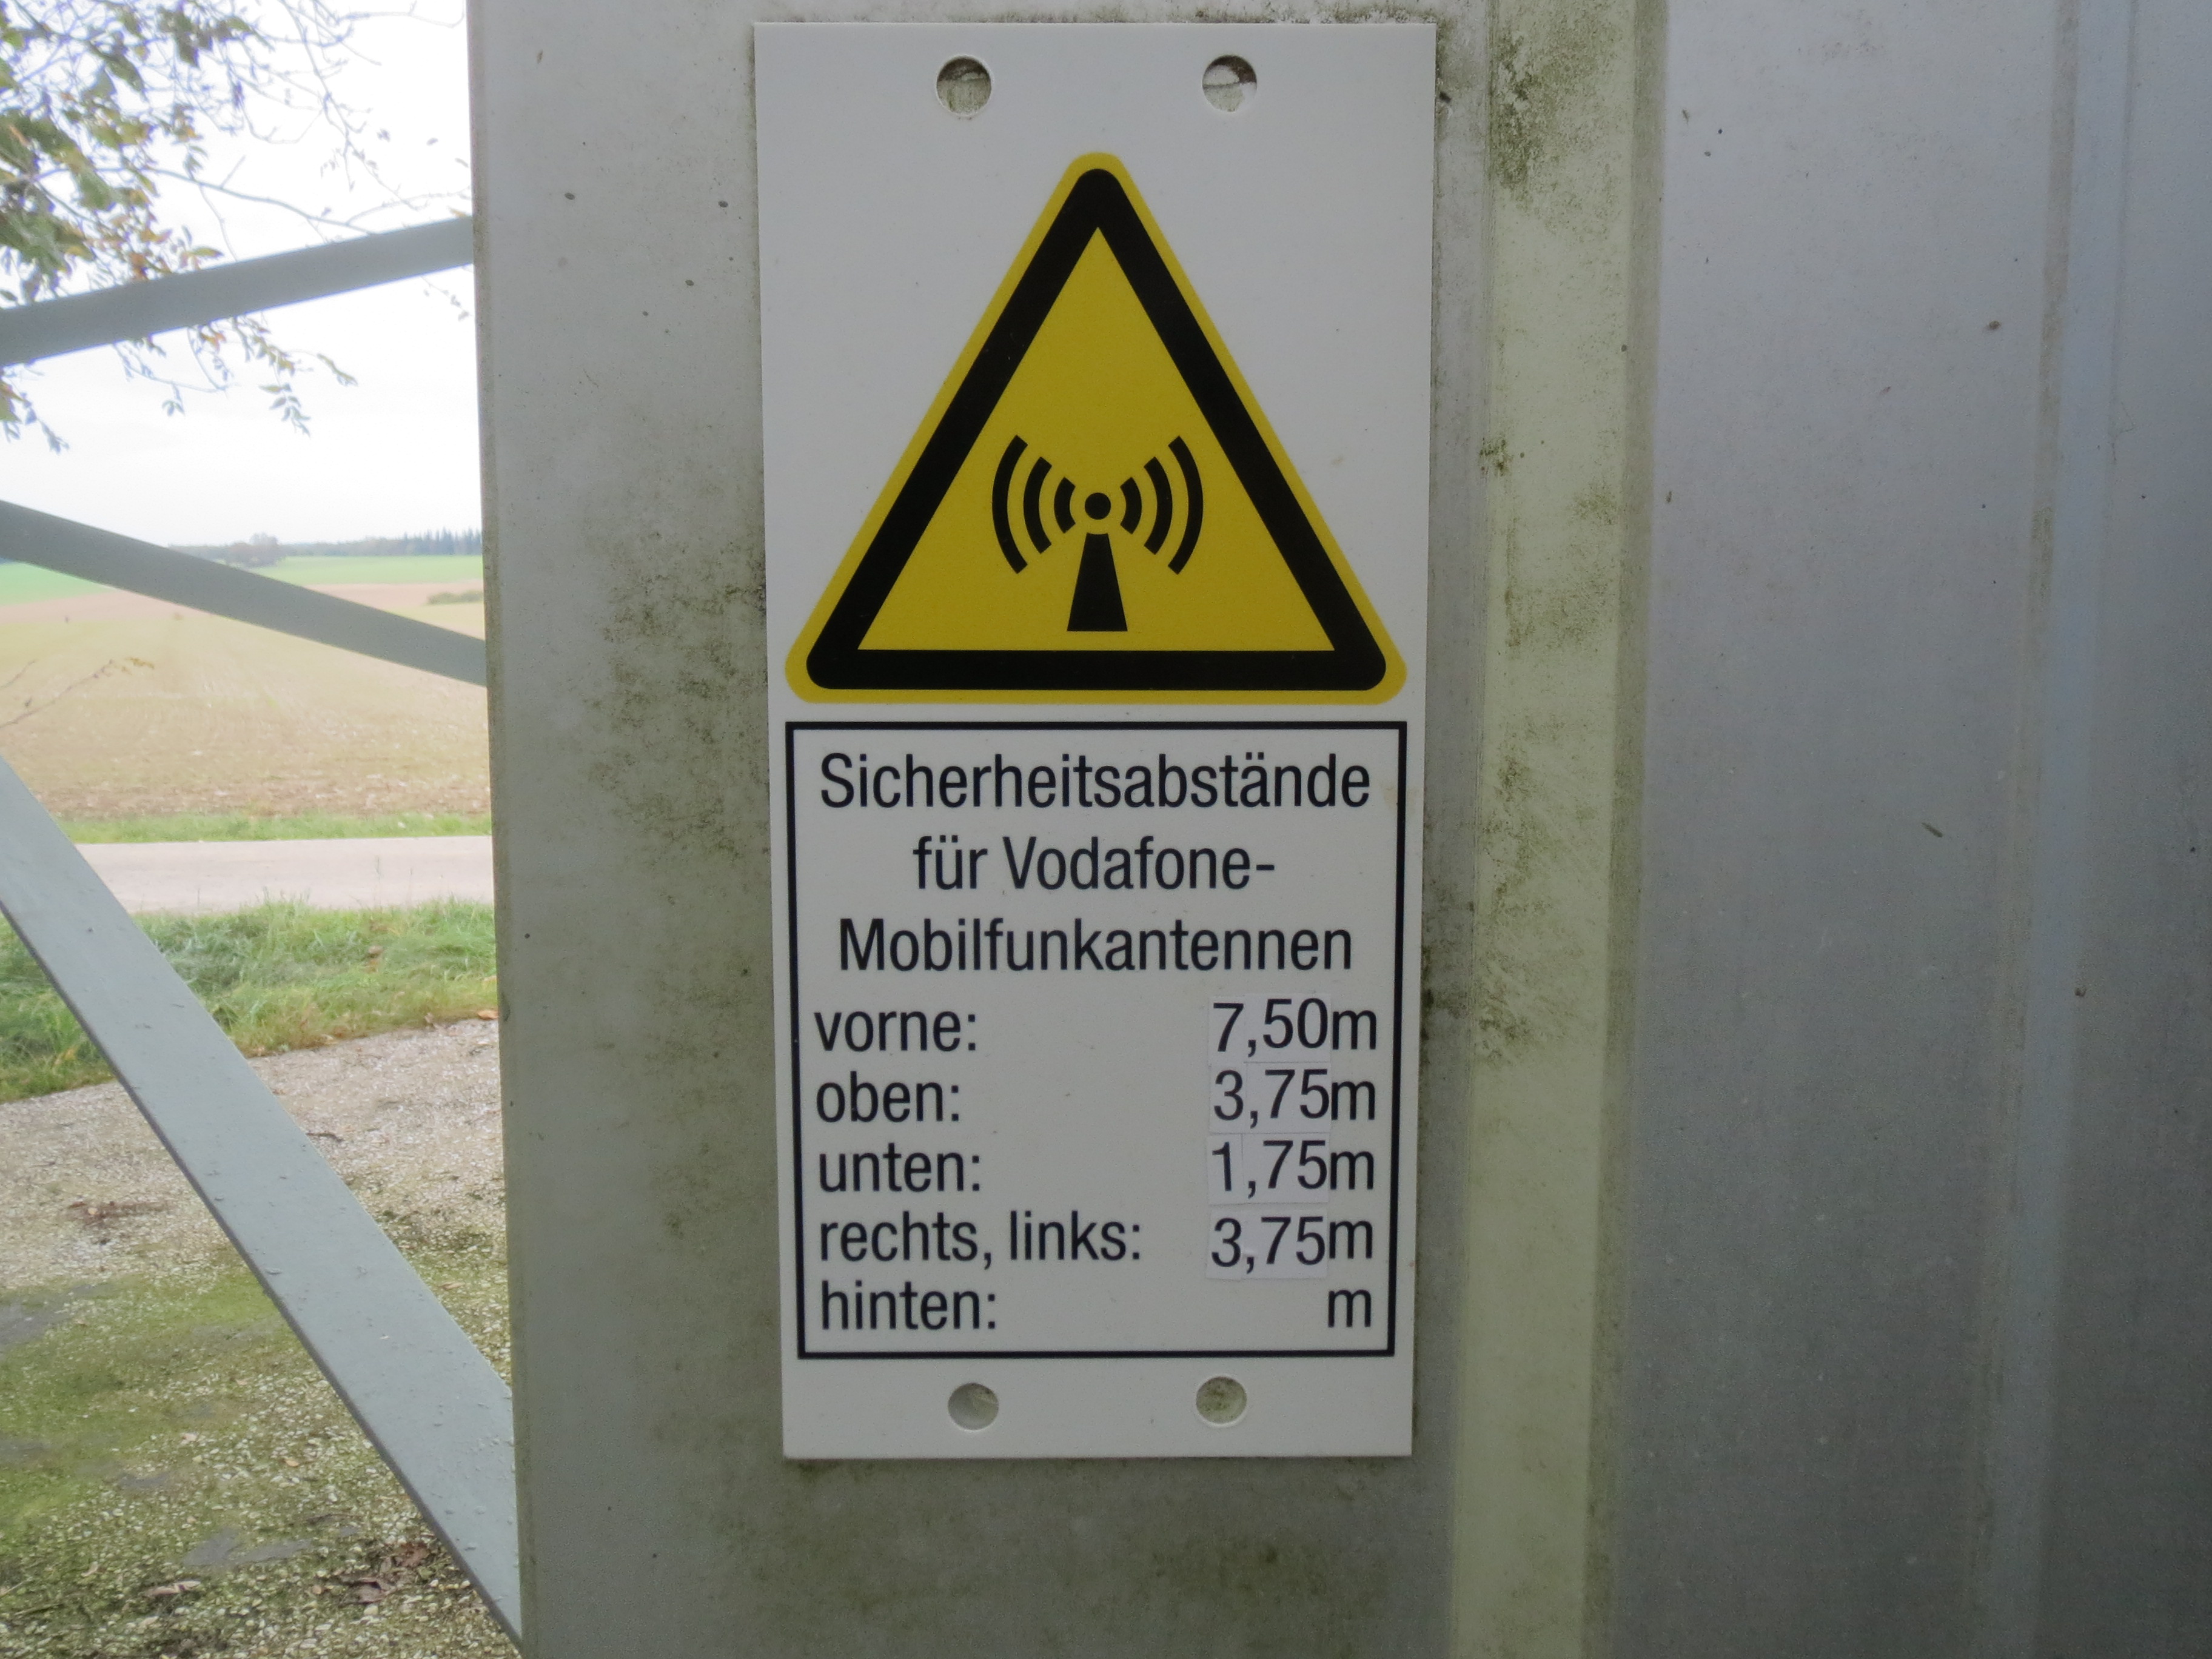 Sicherheitsabstände
für Vodafone-
Mobilfunkantennen
vorne: 7,50m
oben: 3,75m
unten: 1,75m
rechts, links: 3,75m
hinten: m